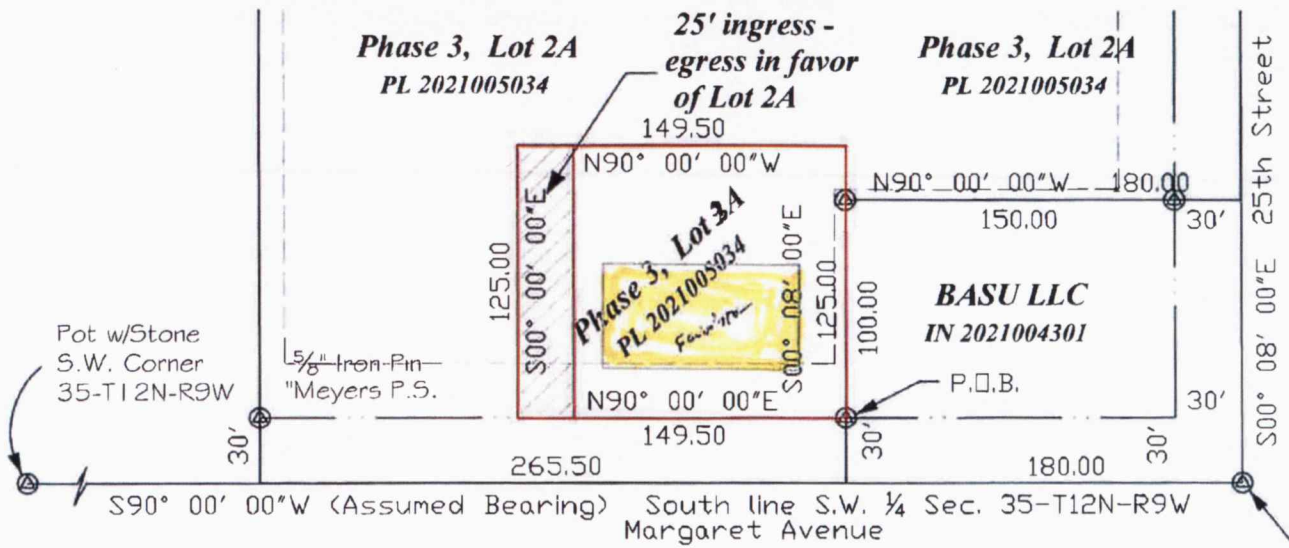 Phase 3, Lot 2A
PL 2021005034
25' ingress -
egress in favor
of Lot 2A
Phase 3, Lot 2A
PL 2021005034
25th Street
149.50
N90° 00' 00"W
N90° 00' 00"W
180.00
150.00
30'
125.00
S00° 00' 00"E
Phase 3, Lot 3A
PL 2021005034
S00° 08' 00"E
125.00
100.00
BASU LLC
IN 2021004301
Pot w/Stone
S.W. Corner
35-T12N-R9W
5/8" Iron Pin
"Meyers P.S.
N90° 00' 00"E
149.50
P.O.B.
30'
S00° 08' 00"E
30'
30'
30'
265.50
180.00
S90° 00' 00"W (Assumed Bearing) South line S.W. ¼ Sec. 35-T12N-R9W
Margaret Avenue